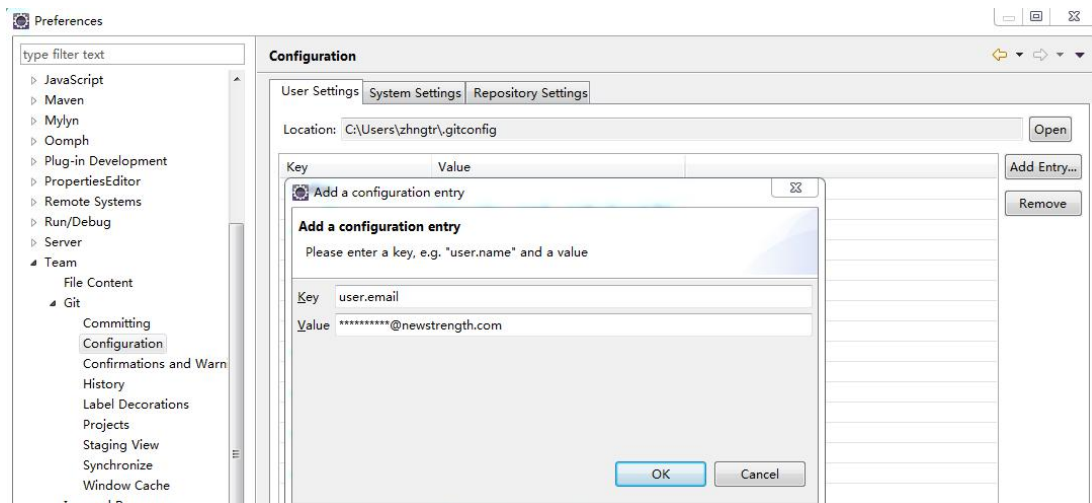 Preferences
type filter text
JavaScript
Maven
Mylyn
Oomph
Plug-in Development
PropertiesEditor
Remote Systems
Run/Debug
Server
Team
File Content
Git
Committing
Configuration
Confirmations and Warn
History
Label Decorations
Projects
Staging View
Synchronize
Window Cache
Configuration
User Settings System Settings Repository Settings
Location: C:\Users\zhngtr\.gitconfig Open
Key Value Add Entry...
Remove
Add a configuration entry
Add a configuration entry
Please enter a key, e.g. "user.name" and a value
Key user.email
Value **********@newstrength.com
OK Cancel